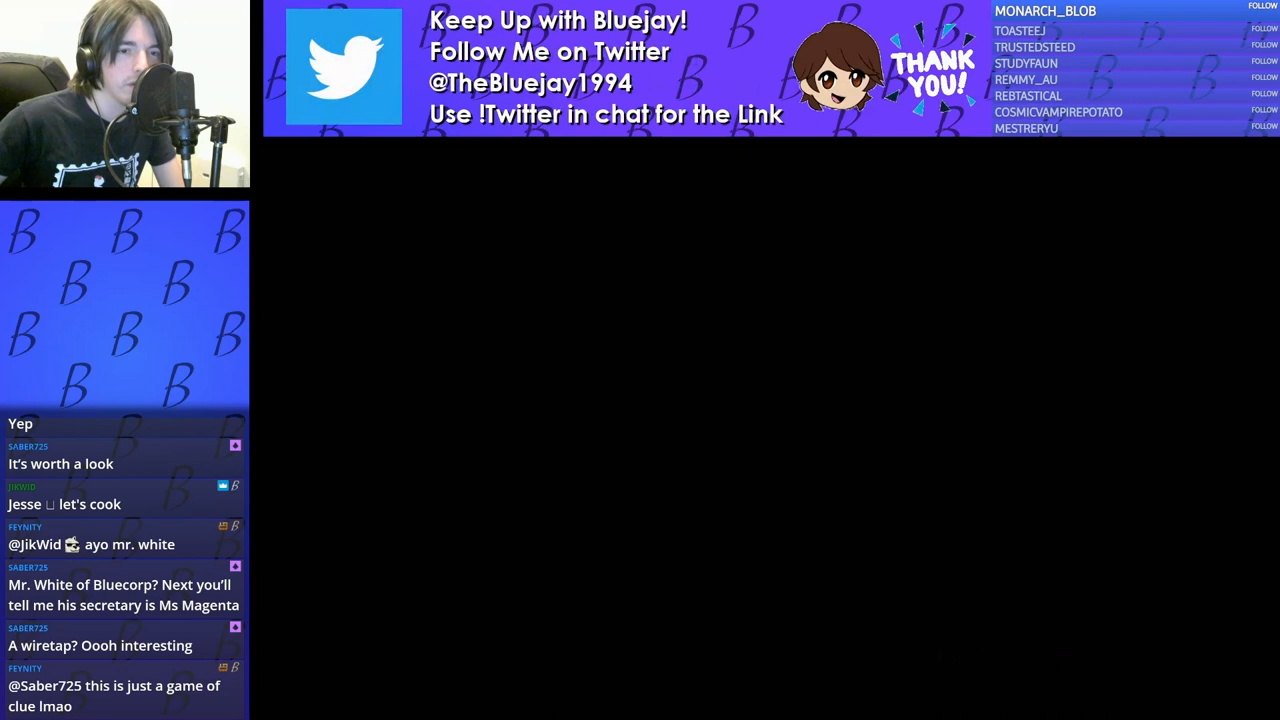 Keep Up with Bluejay!
Follow Me on Twitter
@TheBluejay1994
Use !Twitter in chat for the Link
THANK
YOU!
MONARCH_BLOB FOLLOW
TOASTEEJ FOLLOW
TRUSTEDSTEED FOLLOW
STUDYFAUN FOLLOW
REMMY_AU FOLLOW
REBTASTICAL FOLLOW
COSMICVAMPIREPOTATO FOLLOW
MESTRERYU FOLLOW
Yep
SABER725
It's worth a look
JIKWID
Jesse let's cook
FEYNITY
@JikWid ayo mr. white
SABER725
Mr. White of Bluecorp? Next you'll
tell me his secretary is Ms Magenta
SABER725
A wiretap? Oooh interesting
FEYNITY
@Saber725 this is just a game of
clue lmao